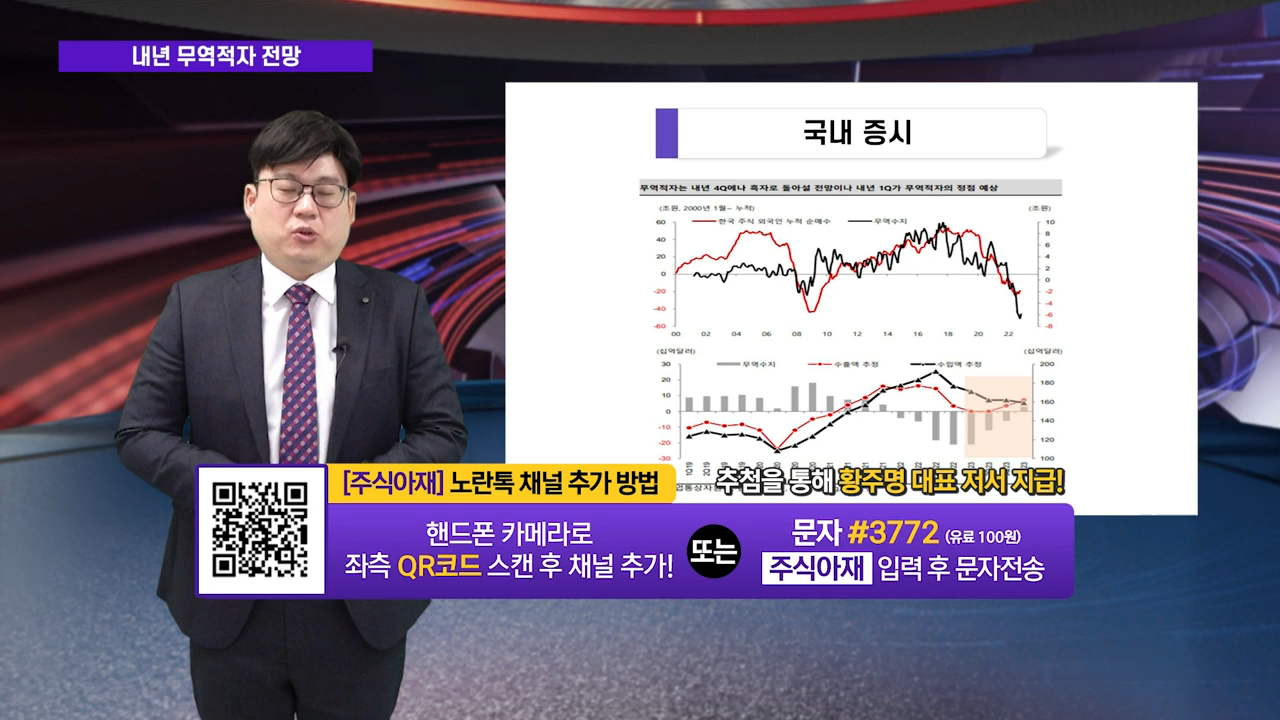 내년 무역적자 전망
국내 증시
무역적자는 내년 4Q에나 흑자로 돌아설 전망이나 내년 1Q가 무역적자의 정점 예상
(조원, 2000년 1월~ 누적)
(조원)
한국 주식 외국인 누적 순매수
무역수지
60
40
20
0
-20
-40
-60
10
8
6
4
2
0
-2
-4
-6
-8
00 02 04 06 08 10 12 14 16 18 20 22
(십억달러)
(십억달러)
무역수지
수출액 추정
수입액 추정
30
20
10
0
-10
-20
-30
200
180
160
140
120
100
1Q19
[주식아재] 노란톡 채널 추가 방법
추첨을 통해 황주명 대표 저서 지급!
핸드폰 카메라로
좌측 QR코드 스캔 후 채널 추가!
또는
문자 #3772 (유료 100원)
주식아재 입력 후 문자전송